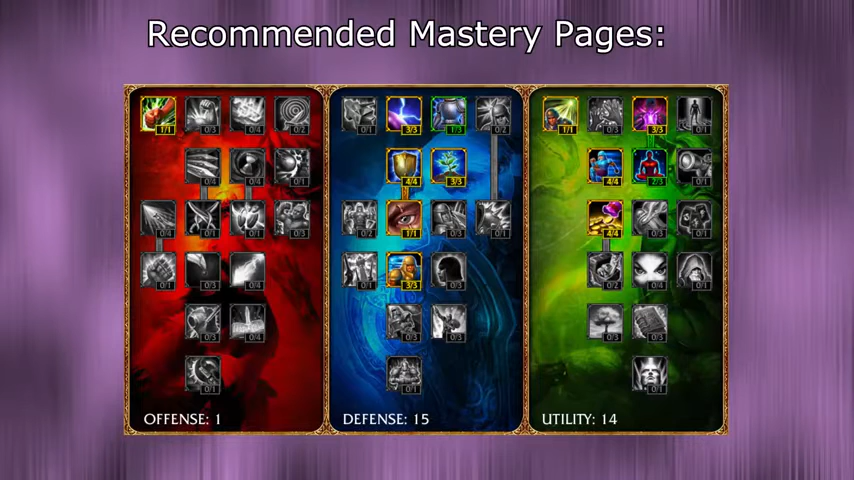 Recommended Mastery Pages:
1/1 0/3 0/4 0/2 0/1 3/3 1/3 0/2 1/1 0/3 3/3 0/1
0/4 0/4 0/1 4/4 3/3 4/4 2/3 0/1
0/4 0/1 0/1 0/3 0/2 1/1 0/3 0/1 4/4 0/3 0/1
0/1 0/3 0/4 0/1 3/3 0/3 0/2 0/4 0/1
0/3 0/4 0/3 0/3 0/3 0/3
0/1 0/1 0/1
OFFENSE: 1 DEFENSE: 15 UTILITY: 14